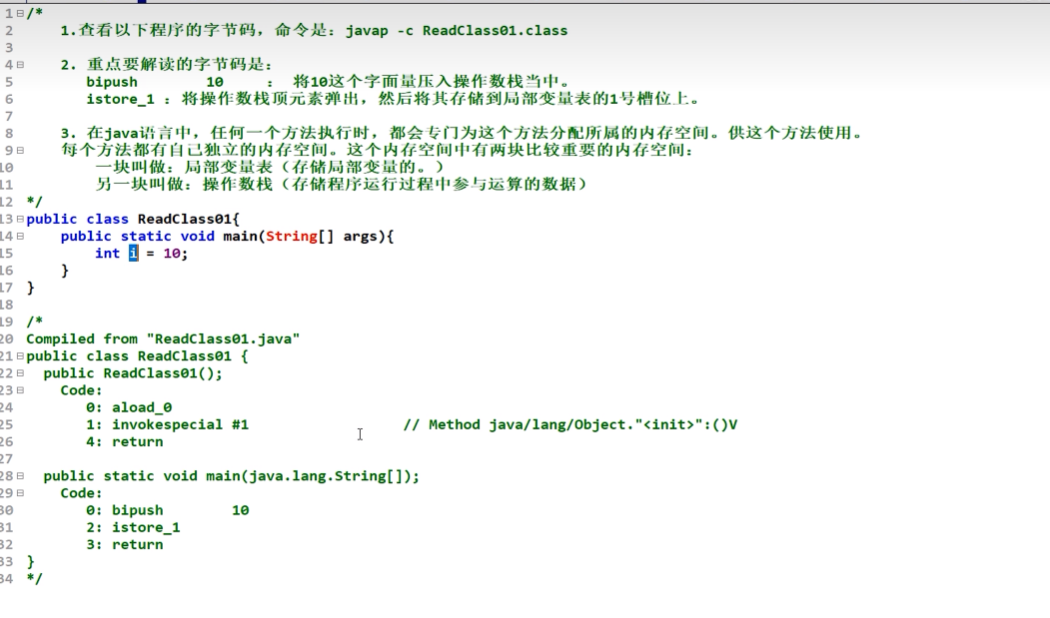 1 /*
2 1.查看以下程序的字节码，命令是：javap -c ReadClass01.class
3
4 2. 重点要解读的字节码是：
5 bipush 10 : 将10这个字面量压入操作数栈当中。
6 istore_1 : 将操作数栈顶元素弹出，然后将其存储到局部变量表的1号槽位上。
7
8 3. 在java语言中，任何一个方法执行时，都会专门为这个方法分配所属的内存空间。供这个方法使用。
9 每个方法都有自己独立的内存空间。这个内存空间中有两块比较重要的内存空间：
10 一块叫做：局部变量表（存储局部变量的。）
11 另一块叫做：操作数栈（存储程序运行过程中参与运算的数据）
12 */
13 public class ReadClass01{
14 public static void main(String[] args){
15 int i = 10;
16 }
17 }
18
19 /*
20 Compiled from "ReadClass01.java"
21 public class ReadClass01 {
22 public ReadClass01();
23 Code:
24 0: aload_0
25 1: invokespecial #1 // Method java/lang/Object."<init>":()V
26 4: return
27
28 public static void main(java.lang.String[]);
29 Code:
30 0: bipush 10
31 2: istore_1
32 3: return
33 }
34 */